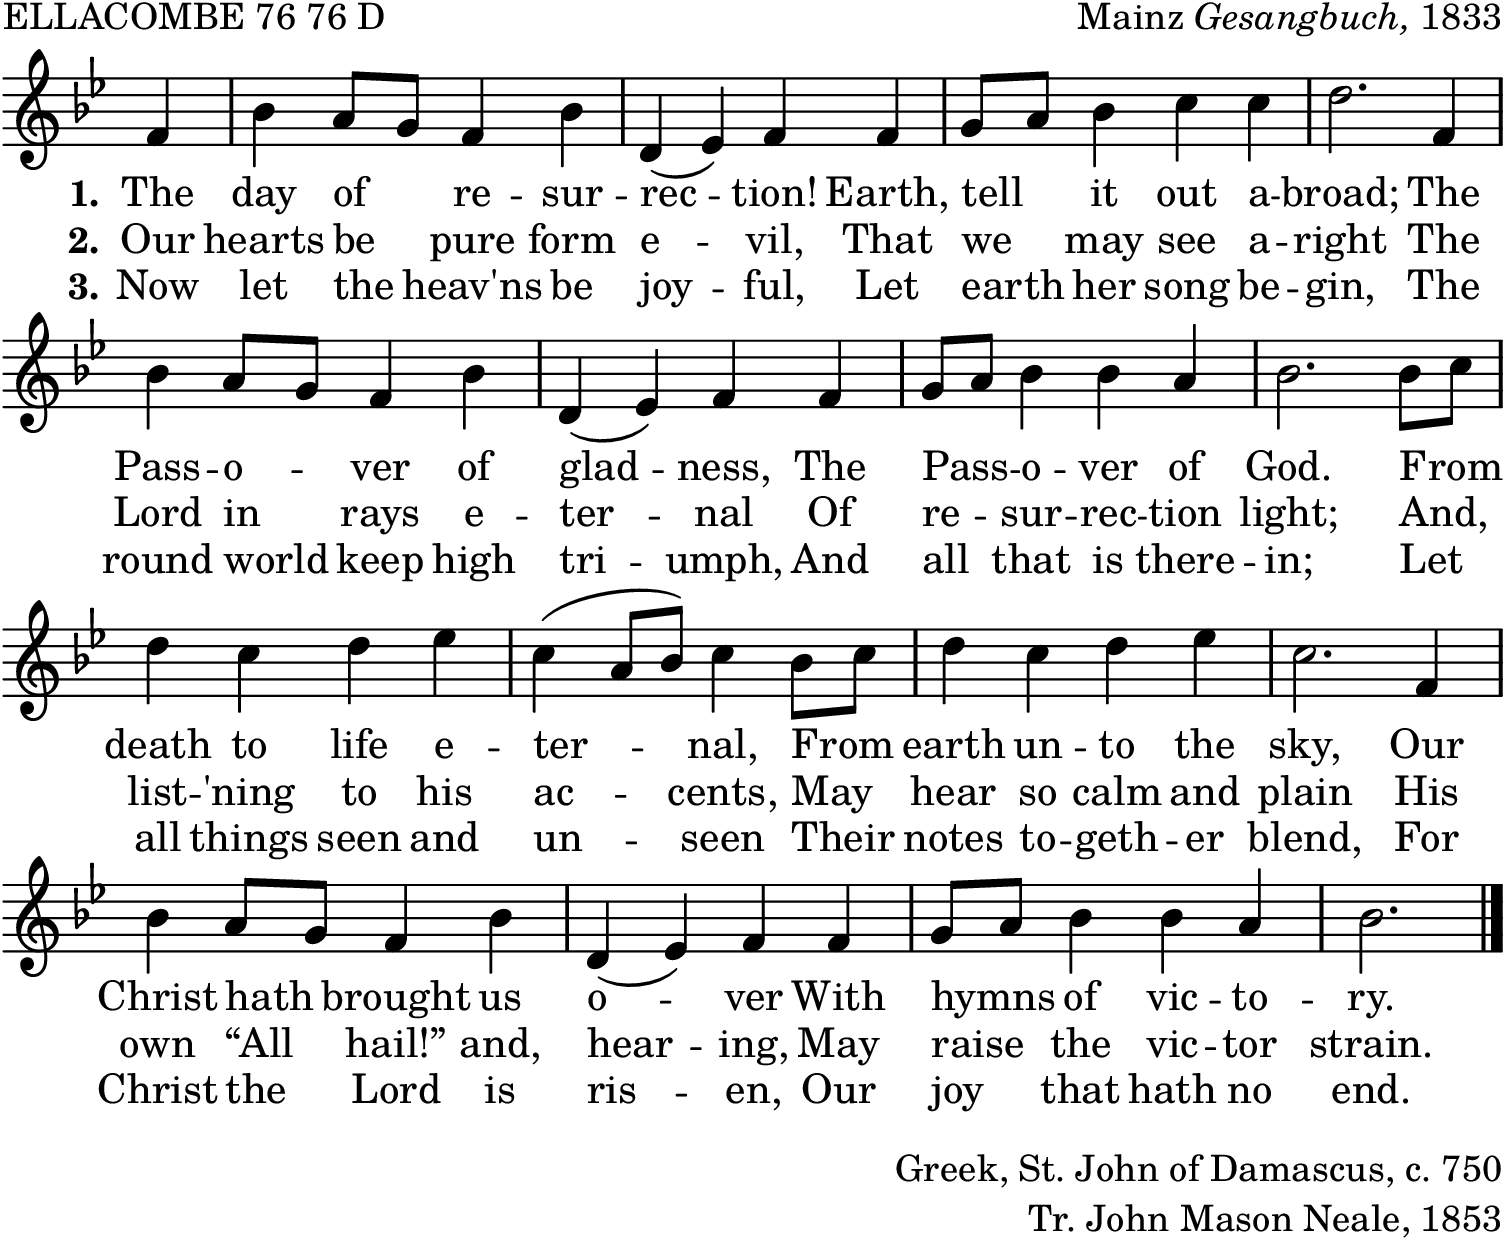 ELLACOMBE 76 76 D
Mainz Gesangbuch, 1833
1. The day of re - sur - rec - tion! Earth, tell it out a - broad; The
2. Our hearts be pure form e - vil, That we may see a - right The
3. Now let the heav'ns be joy - ful, Let earth her song be - gin, The
Pass - o - ver of glad - ness, The Pass - o - ver of God. From
Lord in rays e - ter - nal Of re - sur - rec - tion light; And,
round world keep high tri - umph, And all that is there - in; Let
death to life e - ter - nal, From earth un - to the sky, Our
list - 'ning to his ac - cents, May hear so calm and plain His
all things seen and un - seen Their notes to - geth - er blend, For
Christ hath brought us o - ver With hymns of vic - to - ry.
own “All hail!” and, hear - ing, May raise the vic - tor strain.
Christ the Lord is ris - en, Our joy that hath no end.
Greek, St. John of Damascus, c. 750
Tr. John Mason Neale, 1853